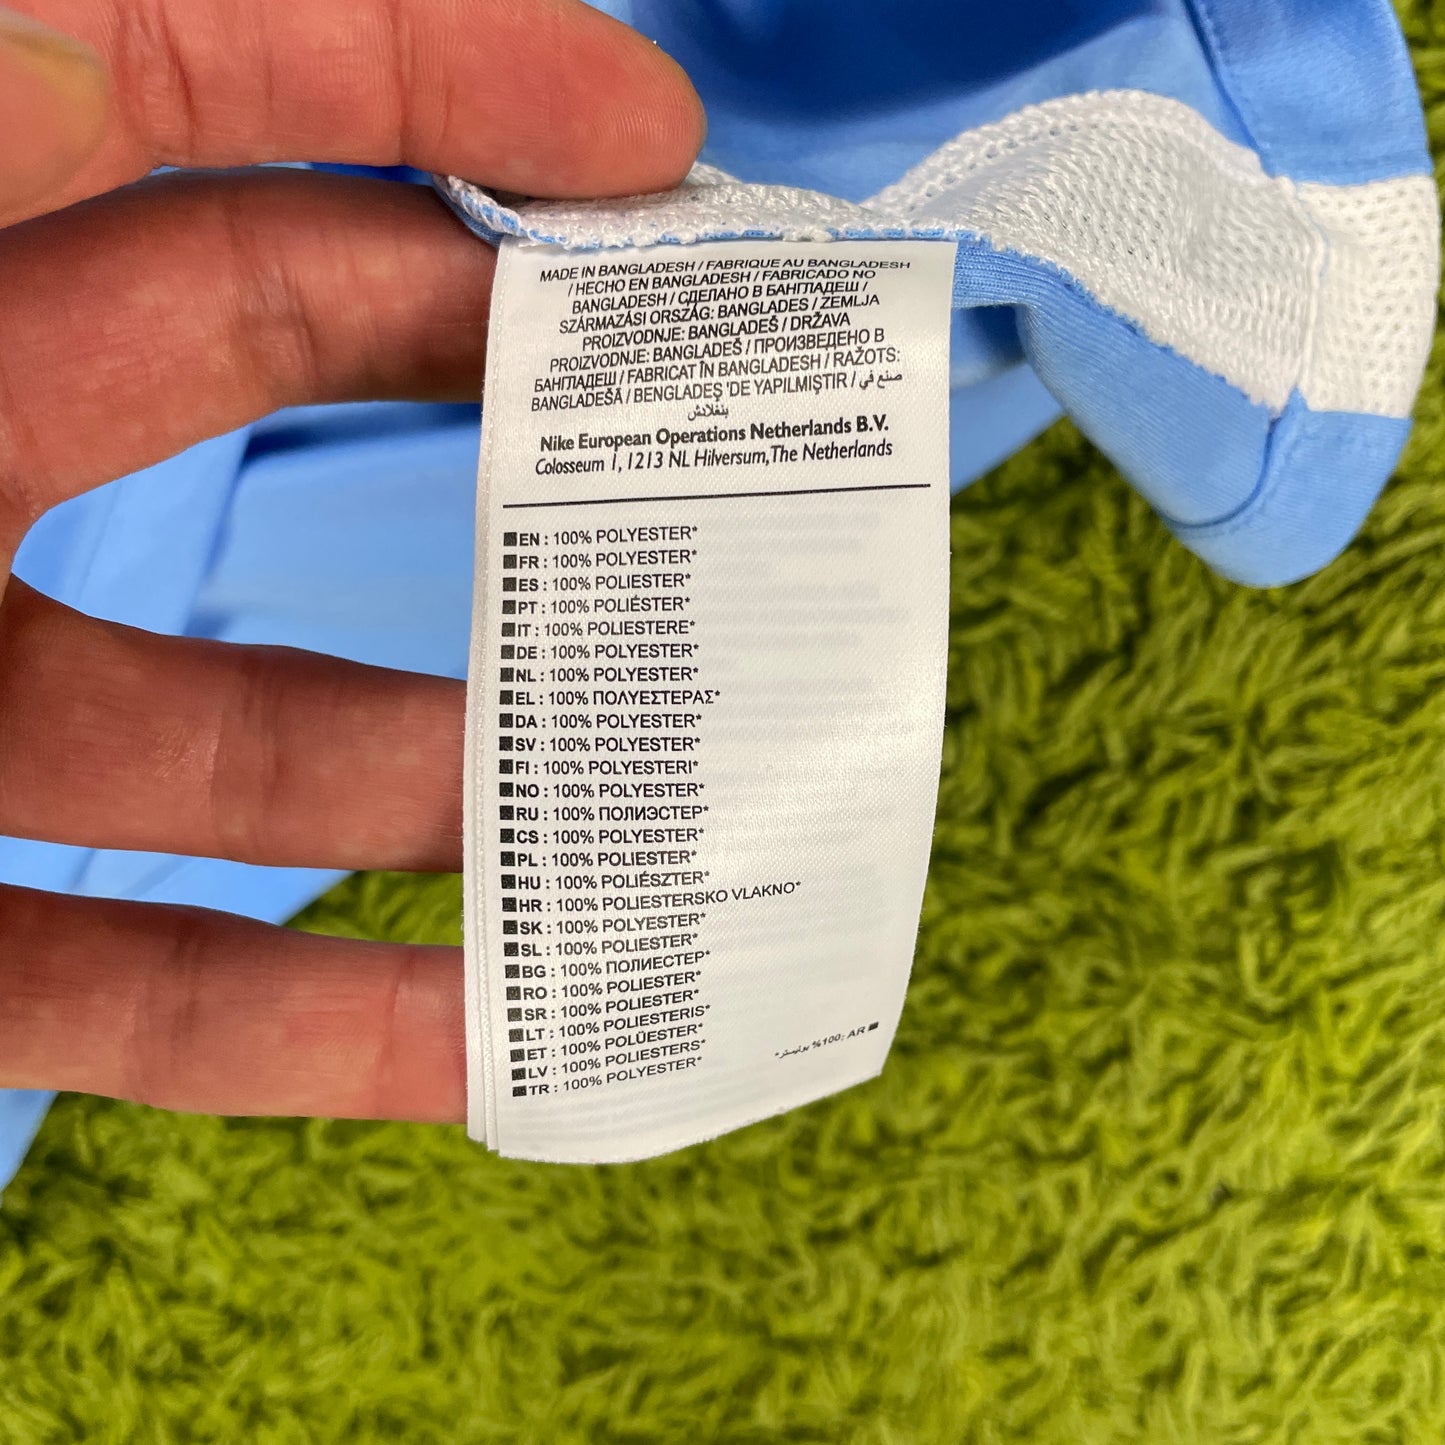 MADE IN BANGLADESH / FABRIQUE AU BANGLADESH
/ HECHO EN BANGLADESH / FABRICADO NO
BANGLADESH / СДЕЛАНО В БАНГЛАДЕШ /
SZÁRMAZÁSI ORSZÁG: BANGLADES / ZEMLJA
PROIZVODNJE: BANGLADEŠ / DRŽAVA
PROIZVODNJE: BANGLADEŠ / ПРОИЗВЕДЕНО В
БАНГЛАДЕШ / FABRICAT ÎN BANGLADESH / RAŽOTS:
BANGLADEŠĀ / BENGLADEŞ 'DE YAPILMIŞTIR / صنع في
بنغلادش
Nike European Operations Netherlands B.V.
Colosseum 1, 1213 NL Hilversum, The Netherlands
EN : 100% POLYESTER*
FR : 100% POLYESTER*
ES : 100% POLIESTER*
PT : 100% POLIÉSTER*
IT : 100% POLIESTERE*
DE : 100% POLYESTER*
NL : 100% POLYESTER*
EL : 100% ΠΟΛΥΕΣΤΕΡΑΣ*
DA : 100% POLYESTER*
SV : 100% POLYESTER*
FI : 100% POLYESTERI*
NO : 100% POLYESTER*
RU : 100% ПОЛИЭСТЕР*
CS : 100% POLYESTER*
PL : 100% POLIESTER*
HU : 100% POLIÉSZTER*
HR : 100% POLIESTERSKO VLAKNO*
SK : 100% POLYESTER*
SL : 100% POLIESTER*
BG : 100% ПОЛИЕСТЕР*
RO : 100% POLIESTER*
SR : 100% POLIESTER*
LT : 100% POLIESTERIS*
ET : 100% POLÜESTER*
LV : 100% POLIESTERS*
TR : 100% POLYESTER*
AR :100% بوليستر*